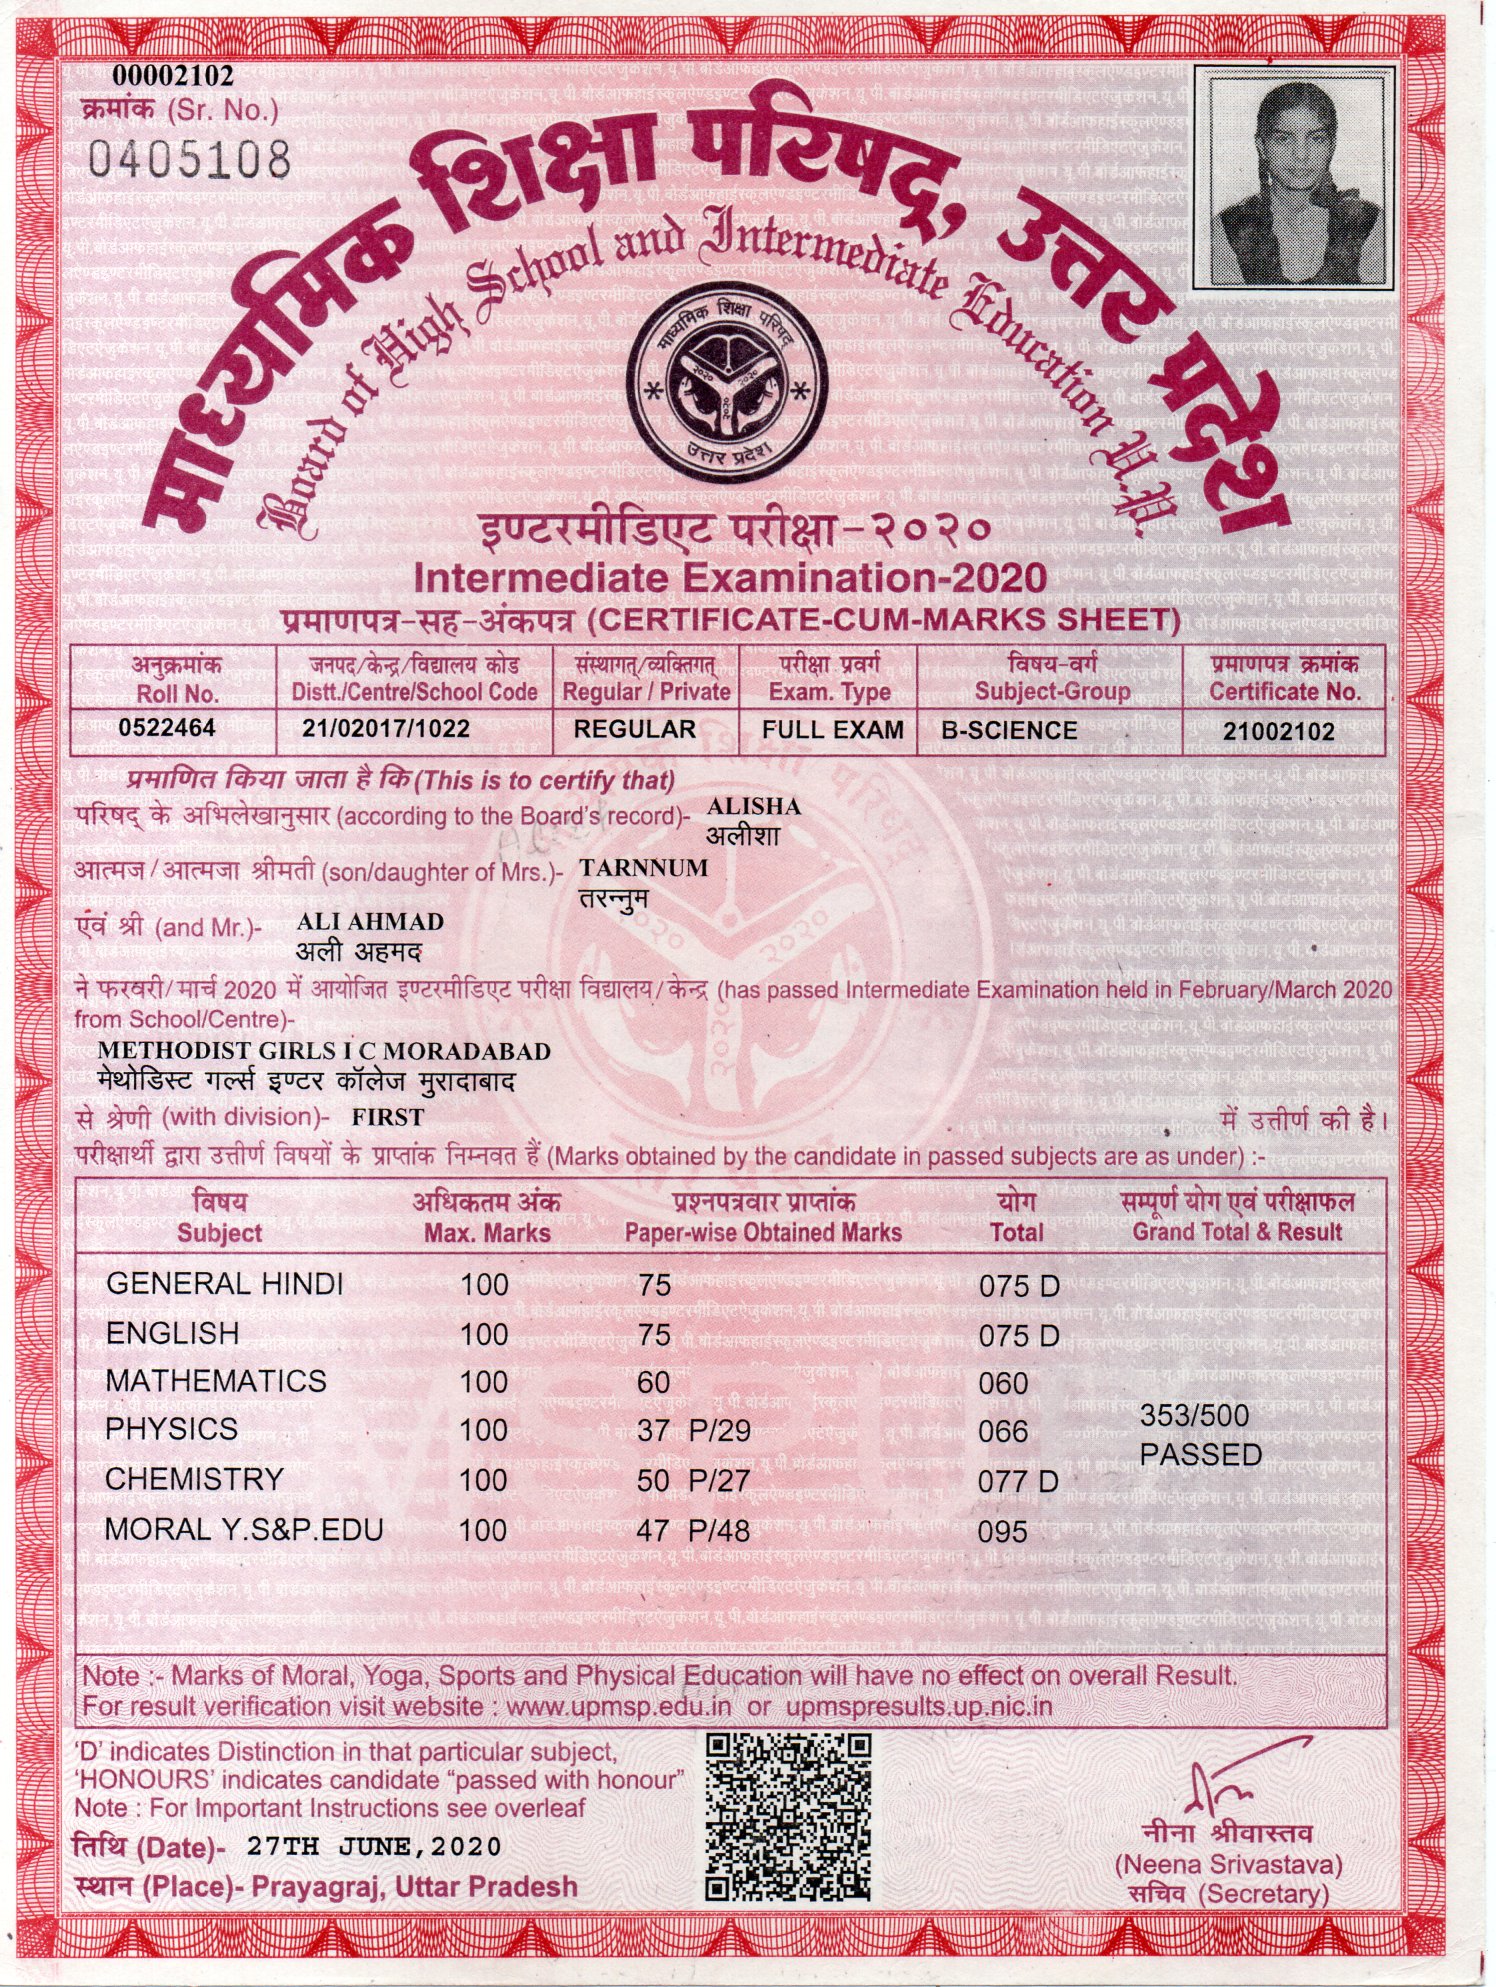 00002102
क्रमांक (Sr. No.)
0405108
माध्यमिक शिक्षा परिषद्, उत्तर प्रदेश
Board of High School and Intermediate Education U.P.
माध्यमिक शिक्षा परिषद्
२०२० २०२०
२०२०
उत्तर प्रदेश
इण्टरमीडिएट परीक्षा-२०२०
Intermediate Examination-2020
प्रमाणपत्र-सह-अंकपत्र (CERTIFICATE-CUM-MARKS SHEET)
अनुक्रमांक जनपद/केन्द्र/विद्यालय कोड संस्थागत/व्यक्तिगत परीक्षा प्रवर्ग विषय-वर्ग प्रमाणपत्र क्रमांक
Roll No. Distt./Centre/School Code Regular / Private Exam. Type Subject-Group Certificate No.
0522464 21/02017/1022 REGULAR FULL EXAM B-SCIENCE 21002102
प्रमाणित किया जाता है कि (This is to certify that)
परिषद् के अभिलेखानुसार (according to the Board's record)- ALISHA
अलीशा
आत्मज/आत्मजा श्रीमती (son/daughter of Mrs.)- TARNNUM
तरन्नुम
एवं श्री (and Mr.)- ALI AHMAD
अली अहमद
ने फरवरी/मार्च 2020 में आयोजित इण्टरमीडिएट परीक्षा विद्यालय/केन्द्र (has passed Intermediate Examination held in February/March 2020
from School/Centre)-
METHODIST GIRLS I C MORADABAD
मेथोडिस्ट गर्ल्स इण्टर कॉलेज मुरादाबाद
से श्रेणी (with division)- FIRST में उत्तीर्ण की है।
परीक्षार्थी द्वारा उत्तीर्ण विषयों के प्राप्तांक निम्नवत हैं (Marks obtained by the candidate in passed subjects are as under) :-
विषय अधिकतम अंक प्रश्नपत्रवार प्राप्तांक योग सम्पूर्ण योग एवं परीक्षाफल
Subject Max. Marks Paper-wise Obtained Marks Total Grand Total & Result
GENERAL HINDI 100 75 075 D
ENGLISH 100 75 075 D
MATHEMATICS 100 60 060
PHYSICS 100 37 P/29 066 353/500
PASSED
CHEMISTRY 100 50 P/27 077 D
MORAL Y.S&P.EDU 100 47 P/48 095
Note :- Marks of Moral, Yoga, Sports and Physical Education will have no effect on overall Result.
For result verification visit website : www.upmsp.edu.in or upmspresults.up.nic.in
'D' indicates Distinction in that particular subject,
'HONOURS' indicates candidate "passed with honour"
Note : For Important Instructions see overleaf
तिथि (Date)- 27TH JUNE,2020
स्थान (Place)- Prayagraj, Uttar Pradesh
नीना श्रीवास्तव
(Neena Srivastava)
सचिव (Secretary)